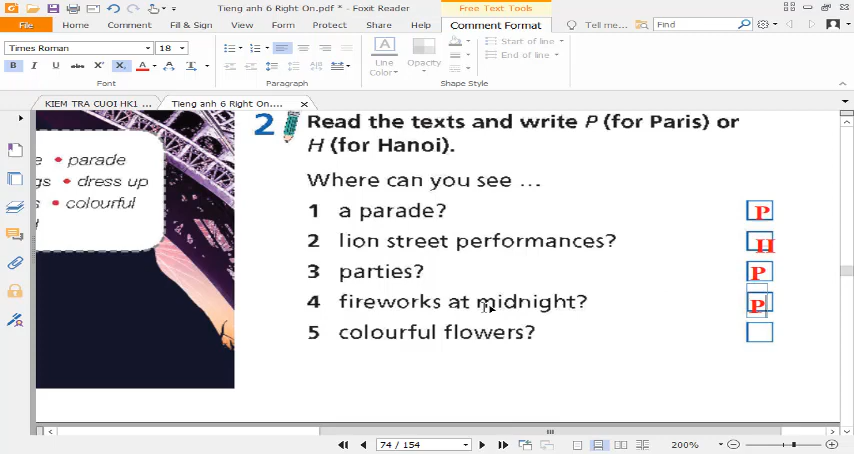 Tieng anh 6 Right On.pdf * - Foxit Reader
Free Text Tools
File Home Comment Fill & Sign View Form Protect Share Help Comment Format Tell me... Find
Times Roman 18
Line Color Opacity
Start of line
End of line
B I U abc X² X₂ A A T
Font Paragraph Shape Style
KIEM TRA CUOI HK1 ... Tieng anh 6 Right On.... ×
2 Read the texts and write P (for Paris) or
H (for Hanoi).
e • parade
gs • dress up
s • colourful
Where can you see ...
1 a parade? P
2 lion street performances? H
3 parties? P
4 fireworks at midnight? P
5 colourful flowers?
74 / 154 200%